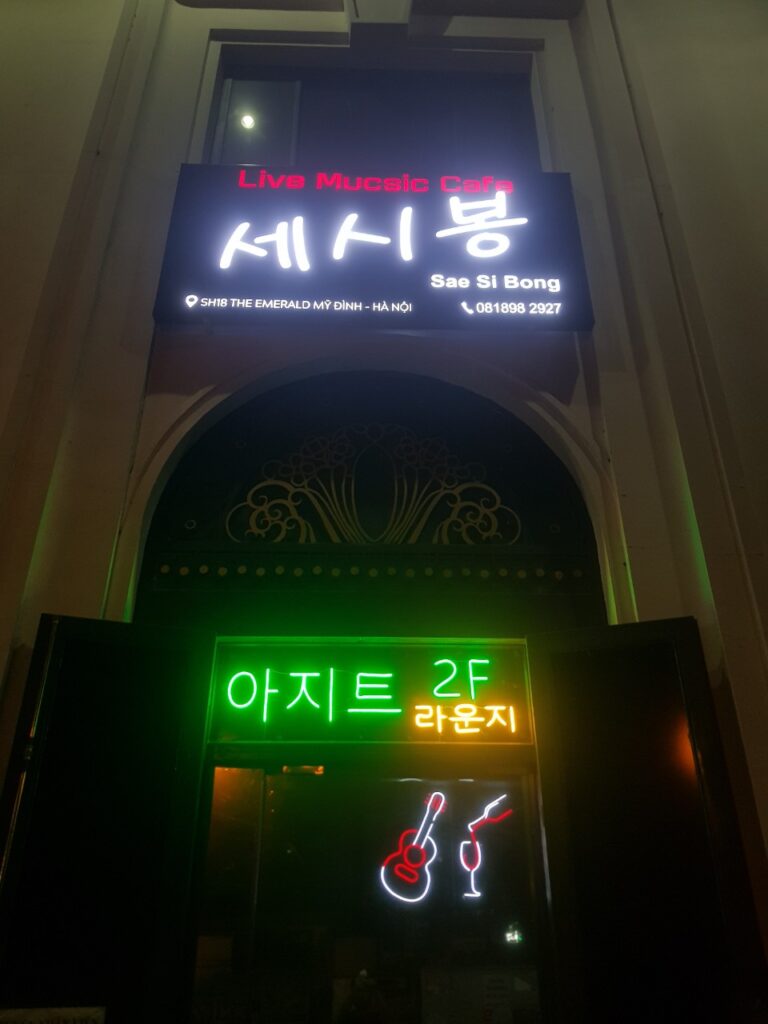 Live Mucsic Cafe
세시봉
Sae Si Bong
SH18 THE EMERALD MỸ ĐÌNH - HÀ NỘI
081898 2927
아지트 2F
라운지